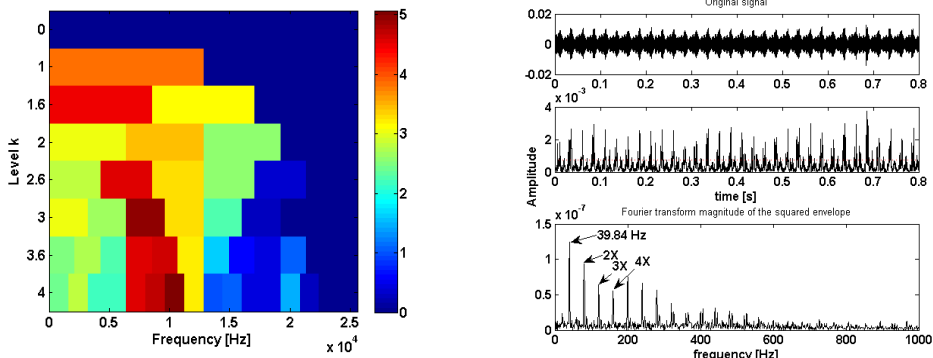 0
1
1.6
2
2.6
3
3.6
4
Level k
0 0.5 1 1.5 2 2.5
Frequency [Hz]
x 10^4
5
4
3
2
1
0
Original signal
0.02
0
-0.02
0 0.1 0.2 0.3 0.4 0.5 0.6 0.7 0.8
x 10^-3
4
2
0
Amplitude
0 0.1 0.2 0.3 0.4 0.5 0.6 0.7 0.8
time [s]
x 10^-7
Fourier transform magnitude of the squared envelope
1.5
1
0.5
0
39.84 Hz
2X
3X
4X
0 200 400 600 800 1000
frequency [Hz]